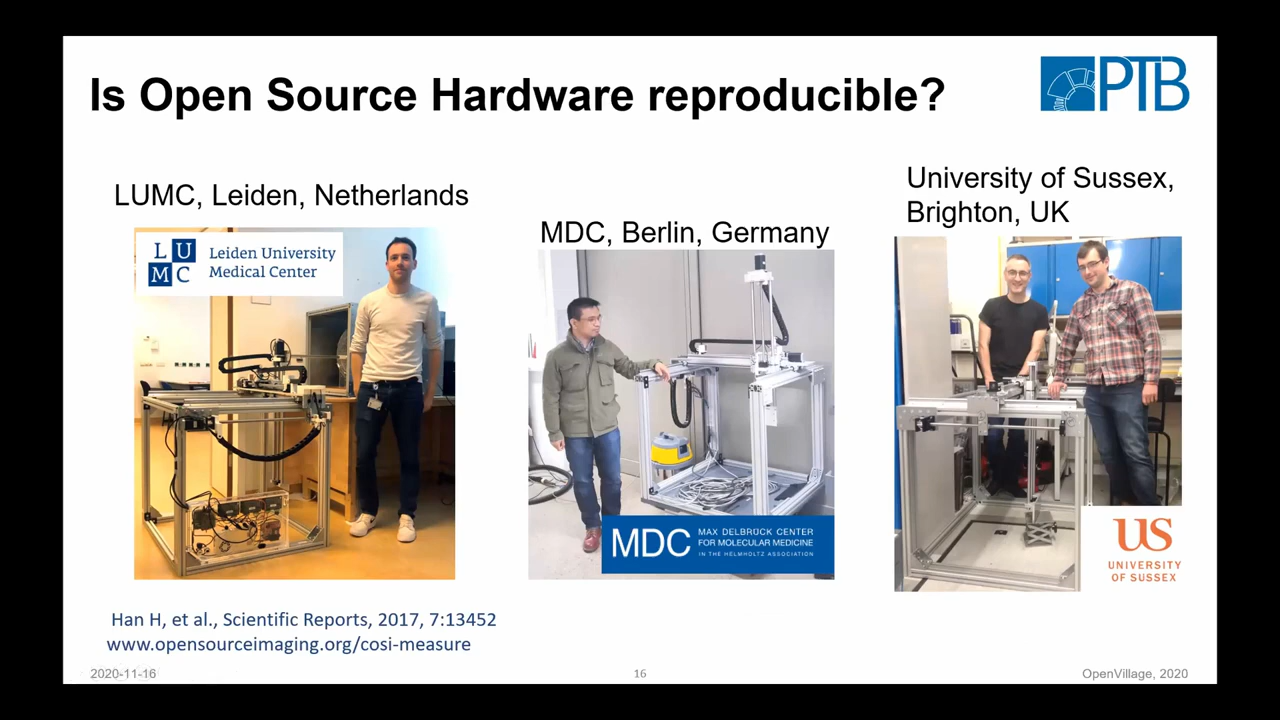 Is Open Source Hardware reproducible?
PTB
LUMC, Leiden, Netherlands
University of Sussex,
Brighton, UK
MDC, Berlin, Germany
L U
M C
Leiden University
Medical Center
MDC
MAX DELBRÜCK CENTER
FOR MOLECULAR MEDICINE
IN THE HELMHOLTZ ASSOCIATION
US
UNIVERSITY
OF SUSSEX
Han H, et al., Scientific Reports, 2017, 7:13452
www.opensourceimaging.org/cosi-measure
2020-11-16
16
OpenVillage, 2020